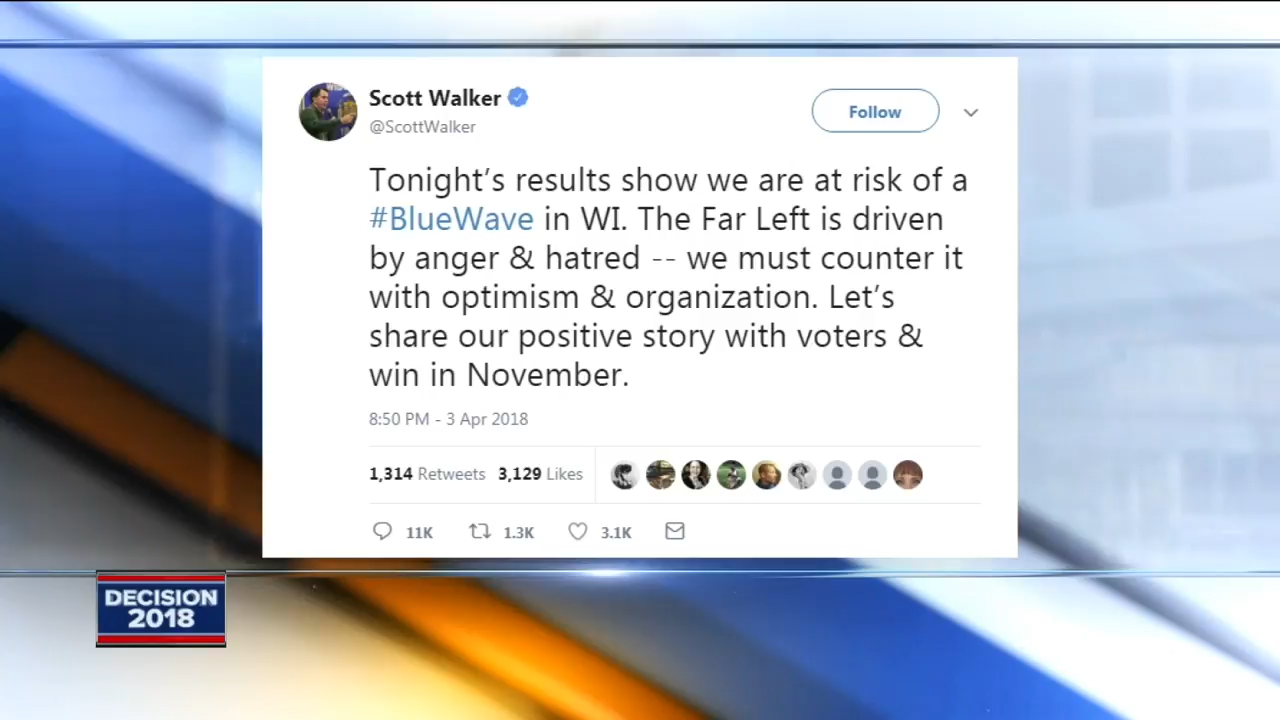 Scott Walker
@ScottWalker
Follow
Tonight's results show we are at risk of a
#BlueWave in WI. The Far Left is driven
by anger & hatred -- we must counter it
with optimism & organization. Let's
share our positive story with voters &
win in November.
8:50 PM - 3 Apr 2018
1,314 Retweets 3,129 Likes
11K 1.3K 3.1K
DECISION
2018